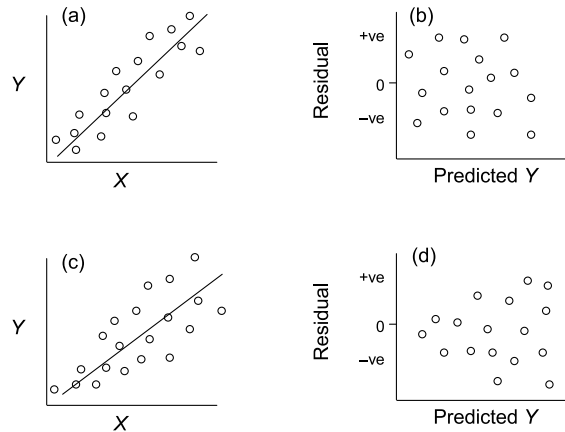 (a)
Y
X
(b)
+ve
0
−ve
Residual
Predicted Y
(c)
Y
X
(d)
+ve
0
−ve
Residual
Predicted Y